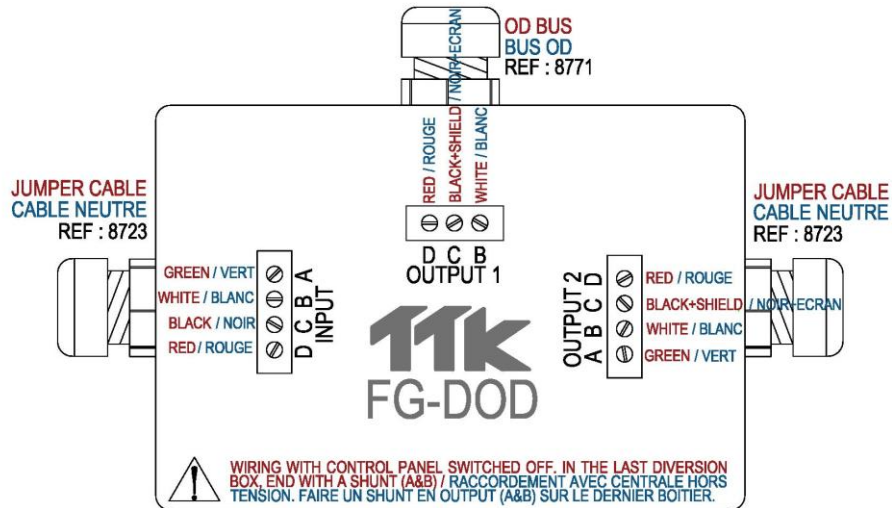 OD BUS
BUS OD
REF : 8771
RED / ROUGE
BLACK+SHIELD / NOIR+ECRAN
WHITE / BLANC
D C B
OUTPUT 1
JUMPER CABLE
CABLE NEUTRE
REF : 8723
GREEN / VERT
WHITE / BLANC
BLACK / NOIR
RED / ROUGE
D C B A
INPUT
TTK
FG-DOD
OUTPUT 2
A B C D
RED / ROUGE
BLACK+SHIELD / NOIR+ECRAN
WHITE / BLANC
GREEN / VERT
JUMPER CABLE
CABLE NEUTRE
REF : 8723
WIRING WITH CONTROL PANEL SWITCHED OFF. IN THE LAST DIVERSION
BOX, END WITH A SHUNT (A&B) / RACCORDEMENT AVEC CENTRALE HORS
TENSION. FAIRE UN SHUNT EN OUTPUT (A&B) SUR LE DERNIER BOITIER.